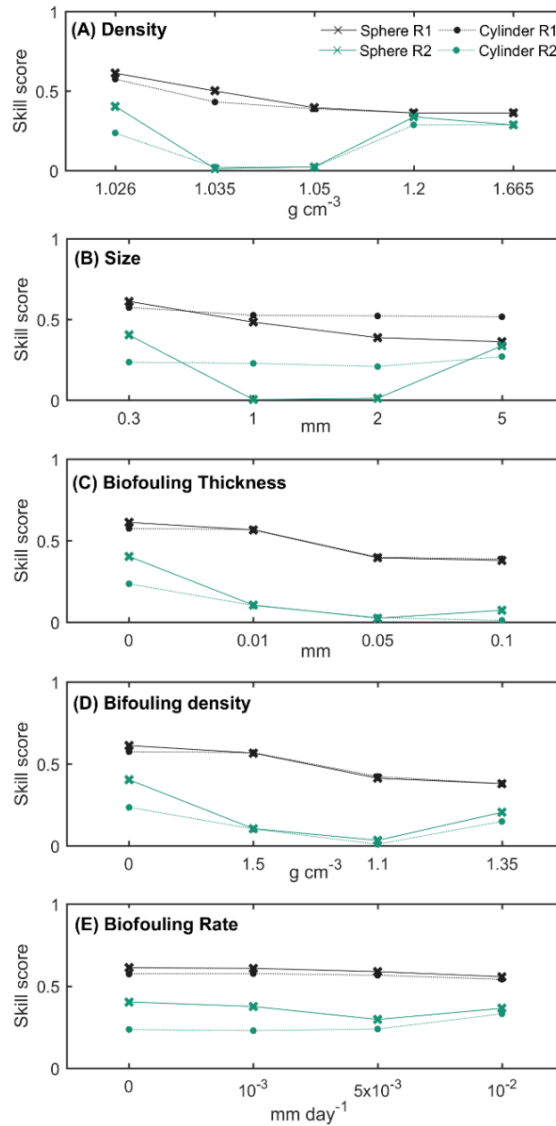 (A) Density
Sphere R1 Cylinder R1
Sphere R2 Cylinder R2
Skill score
1
0.5
0
1.026 1.035 1.05 1.2 1.665
g cm-3
(B) Size
Skill score
1
0.5
0
0.3 1 2 5
mm
(C) Biofouling Thickness
Skill score
1
0.5
0
0 0.01 0.05 0.1
mm
(D) Bifouling density
Skill score
1
0.5
0
0 1.5 1.1 1.35
g cm-3
(E) Biofouling Rate
Skill score
1
0.5
0
0 10-3 5x10-3 10-2
mm day-1